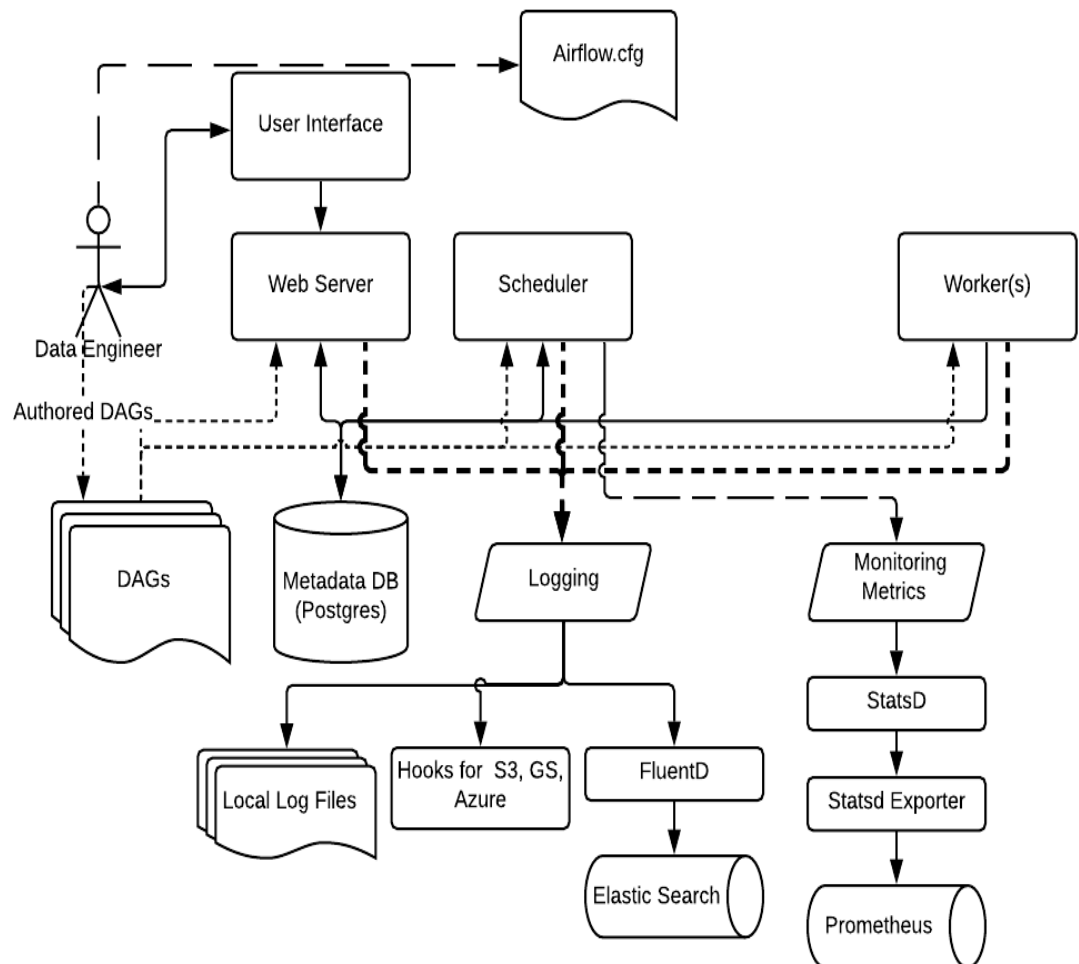 Airflow.cfg
User Interface
Web Server
Scheduler
Worker(s)
Data Engineer
Authored DAGs
DAGs
Metadata DB
(Postgres)
Logging
Monitoring
Metrics
StatsD
Local Log Files
Hooks for S3, GS,
Azure
FluentD
Statsd Exporter
Elastic Search
Prometheus